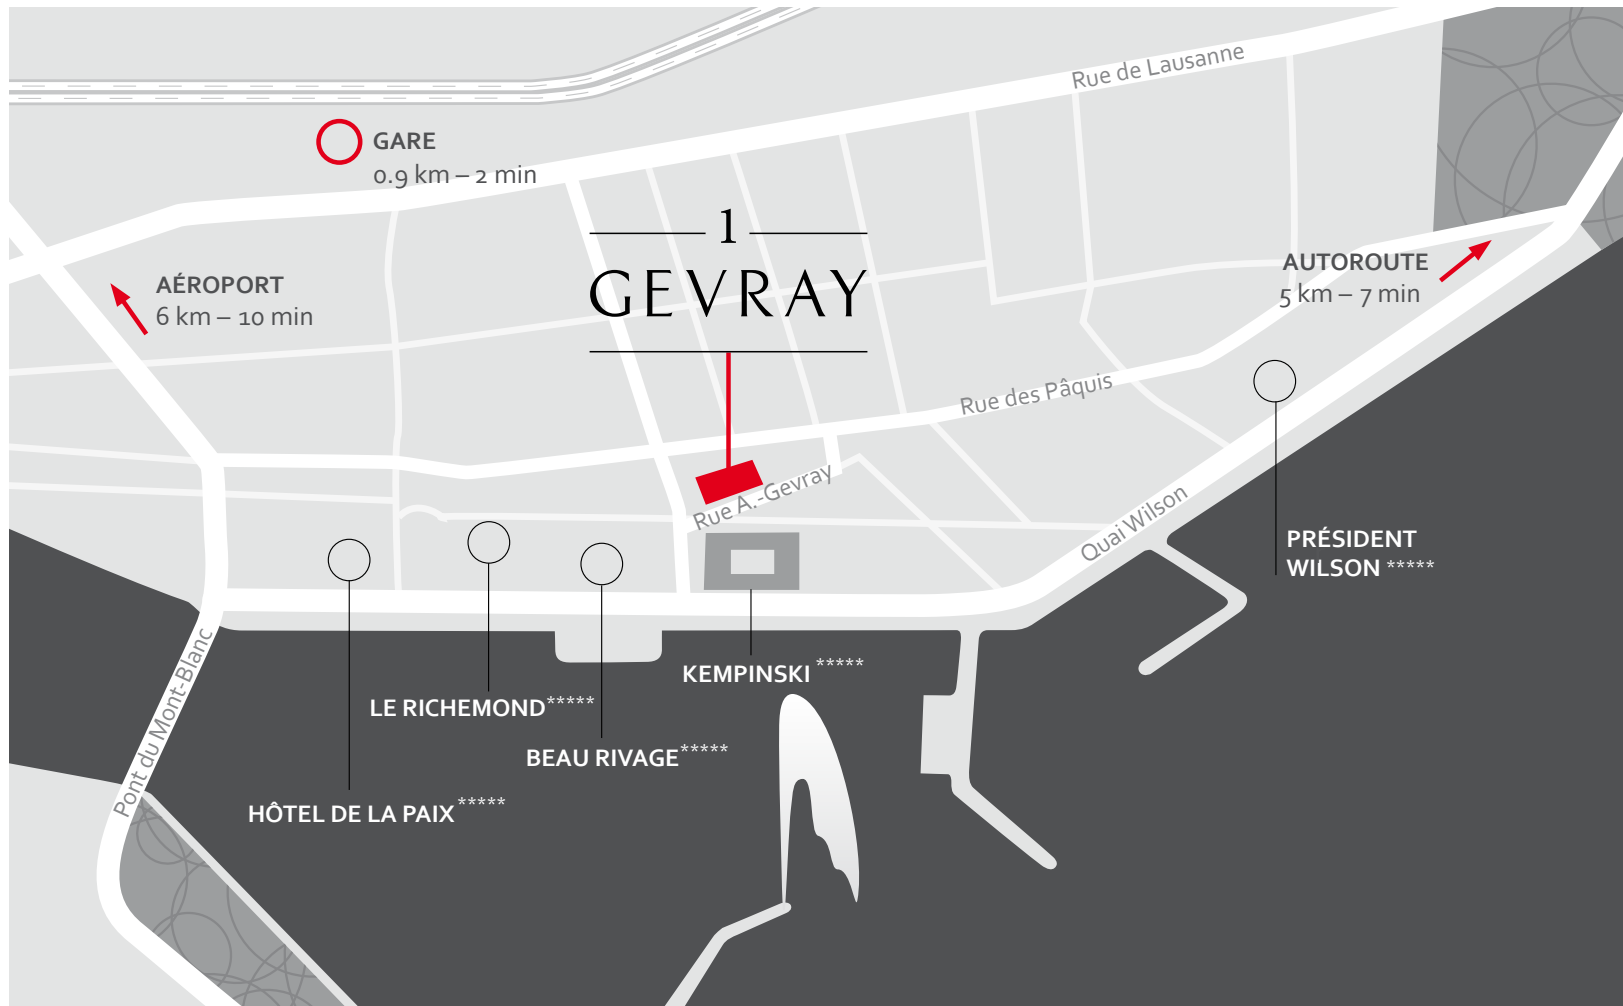 Rue de Lausanne
GARE
0.9 km – 2 min
1
GEVRAY
AÉROPORT
6 km – 10 min
AUTOROUTE
5 km – 7 min
Rue des Pâquis
Rue A.-Gevray
Quai Wilson
PRÉSIDENT
WILSON *****
Pont du Mont-Blanc
KEMPINSKI *****
LE RICHEMOND*****
BEAU RIVAGE*****
HÔTEL DE LA PAIX*****